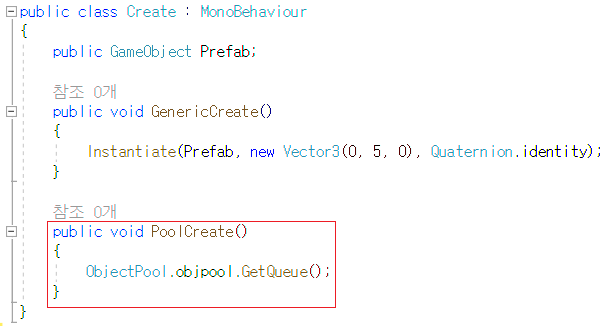 public class Create : MonoBehaviour
{
public GameObject Prefab;
참조 0개
public void GenericCreate()
{
Instantiate(Prefab, new Vector3(0, 5, 0), Quaternion.identity);
}
참조 0개
public void PoolCreate()
{
ObjectPool.objpool.GetQueue();
}
}